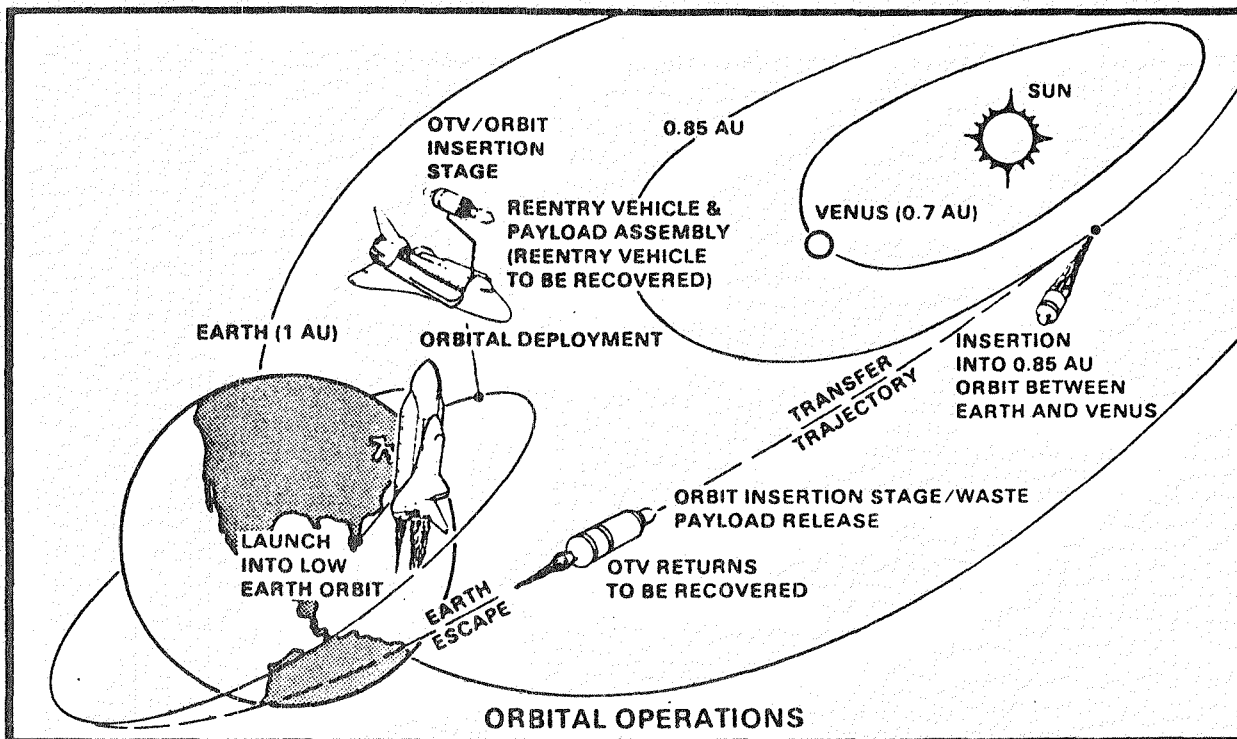 SUN
0.85 AU
OTV/ORBIT
INSERTION
STAGE
REENTRY VEHICLE &
PAYLOAD ASSEMBLY
(REENTRY VEHICLE
TO BE RECOVERED)
VENUS (0.7 AU)
EARTH (1 AU)
ORBITAL DEPLOYMENT
INSERTION
INTO 0.85 AU
ORBIT BETWEEN
EARTH AND VENUS
TRANSFER
TRAJECTORY
ORBIT INSERTION STAGE/WASTE
PAYLOAD RELEASE
LAUNCH
INTO LOW
EARTH ORBIT
OTV RETURNS
TO BE RECOVERED
EARTH
ESCAPE
ORBITAL OPERATIONS